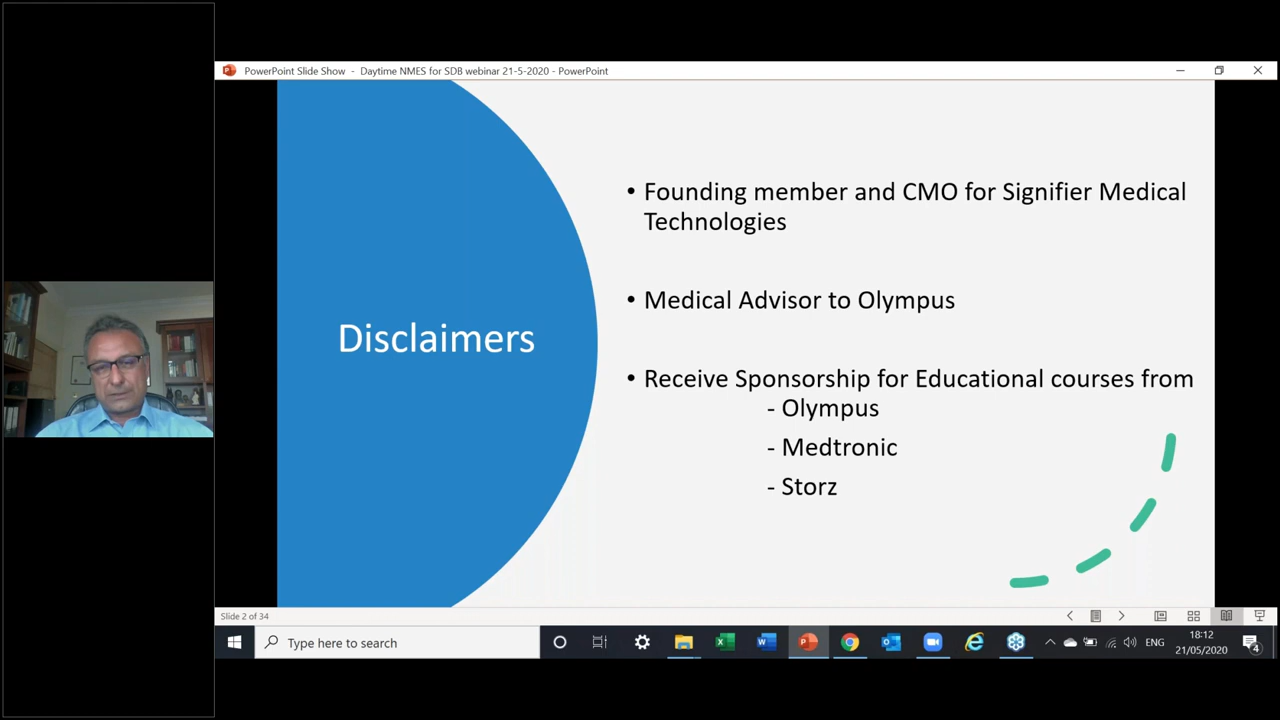 PowerPoint Slide Show - Daytime NMES for SDB webinar 21-5-2020 - PowerPoint
Disclaimers
• Founding member and CMO for Signifier Medical
Technologies
• Medical Advisor to Olympus
• Receive Sponsorship for Educational courses from
- Olympus
- Medtronic
- Storz
Slide 2 of 34
Type here to search
ENG
18:12
21/05/2020
4